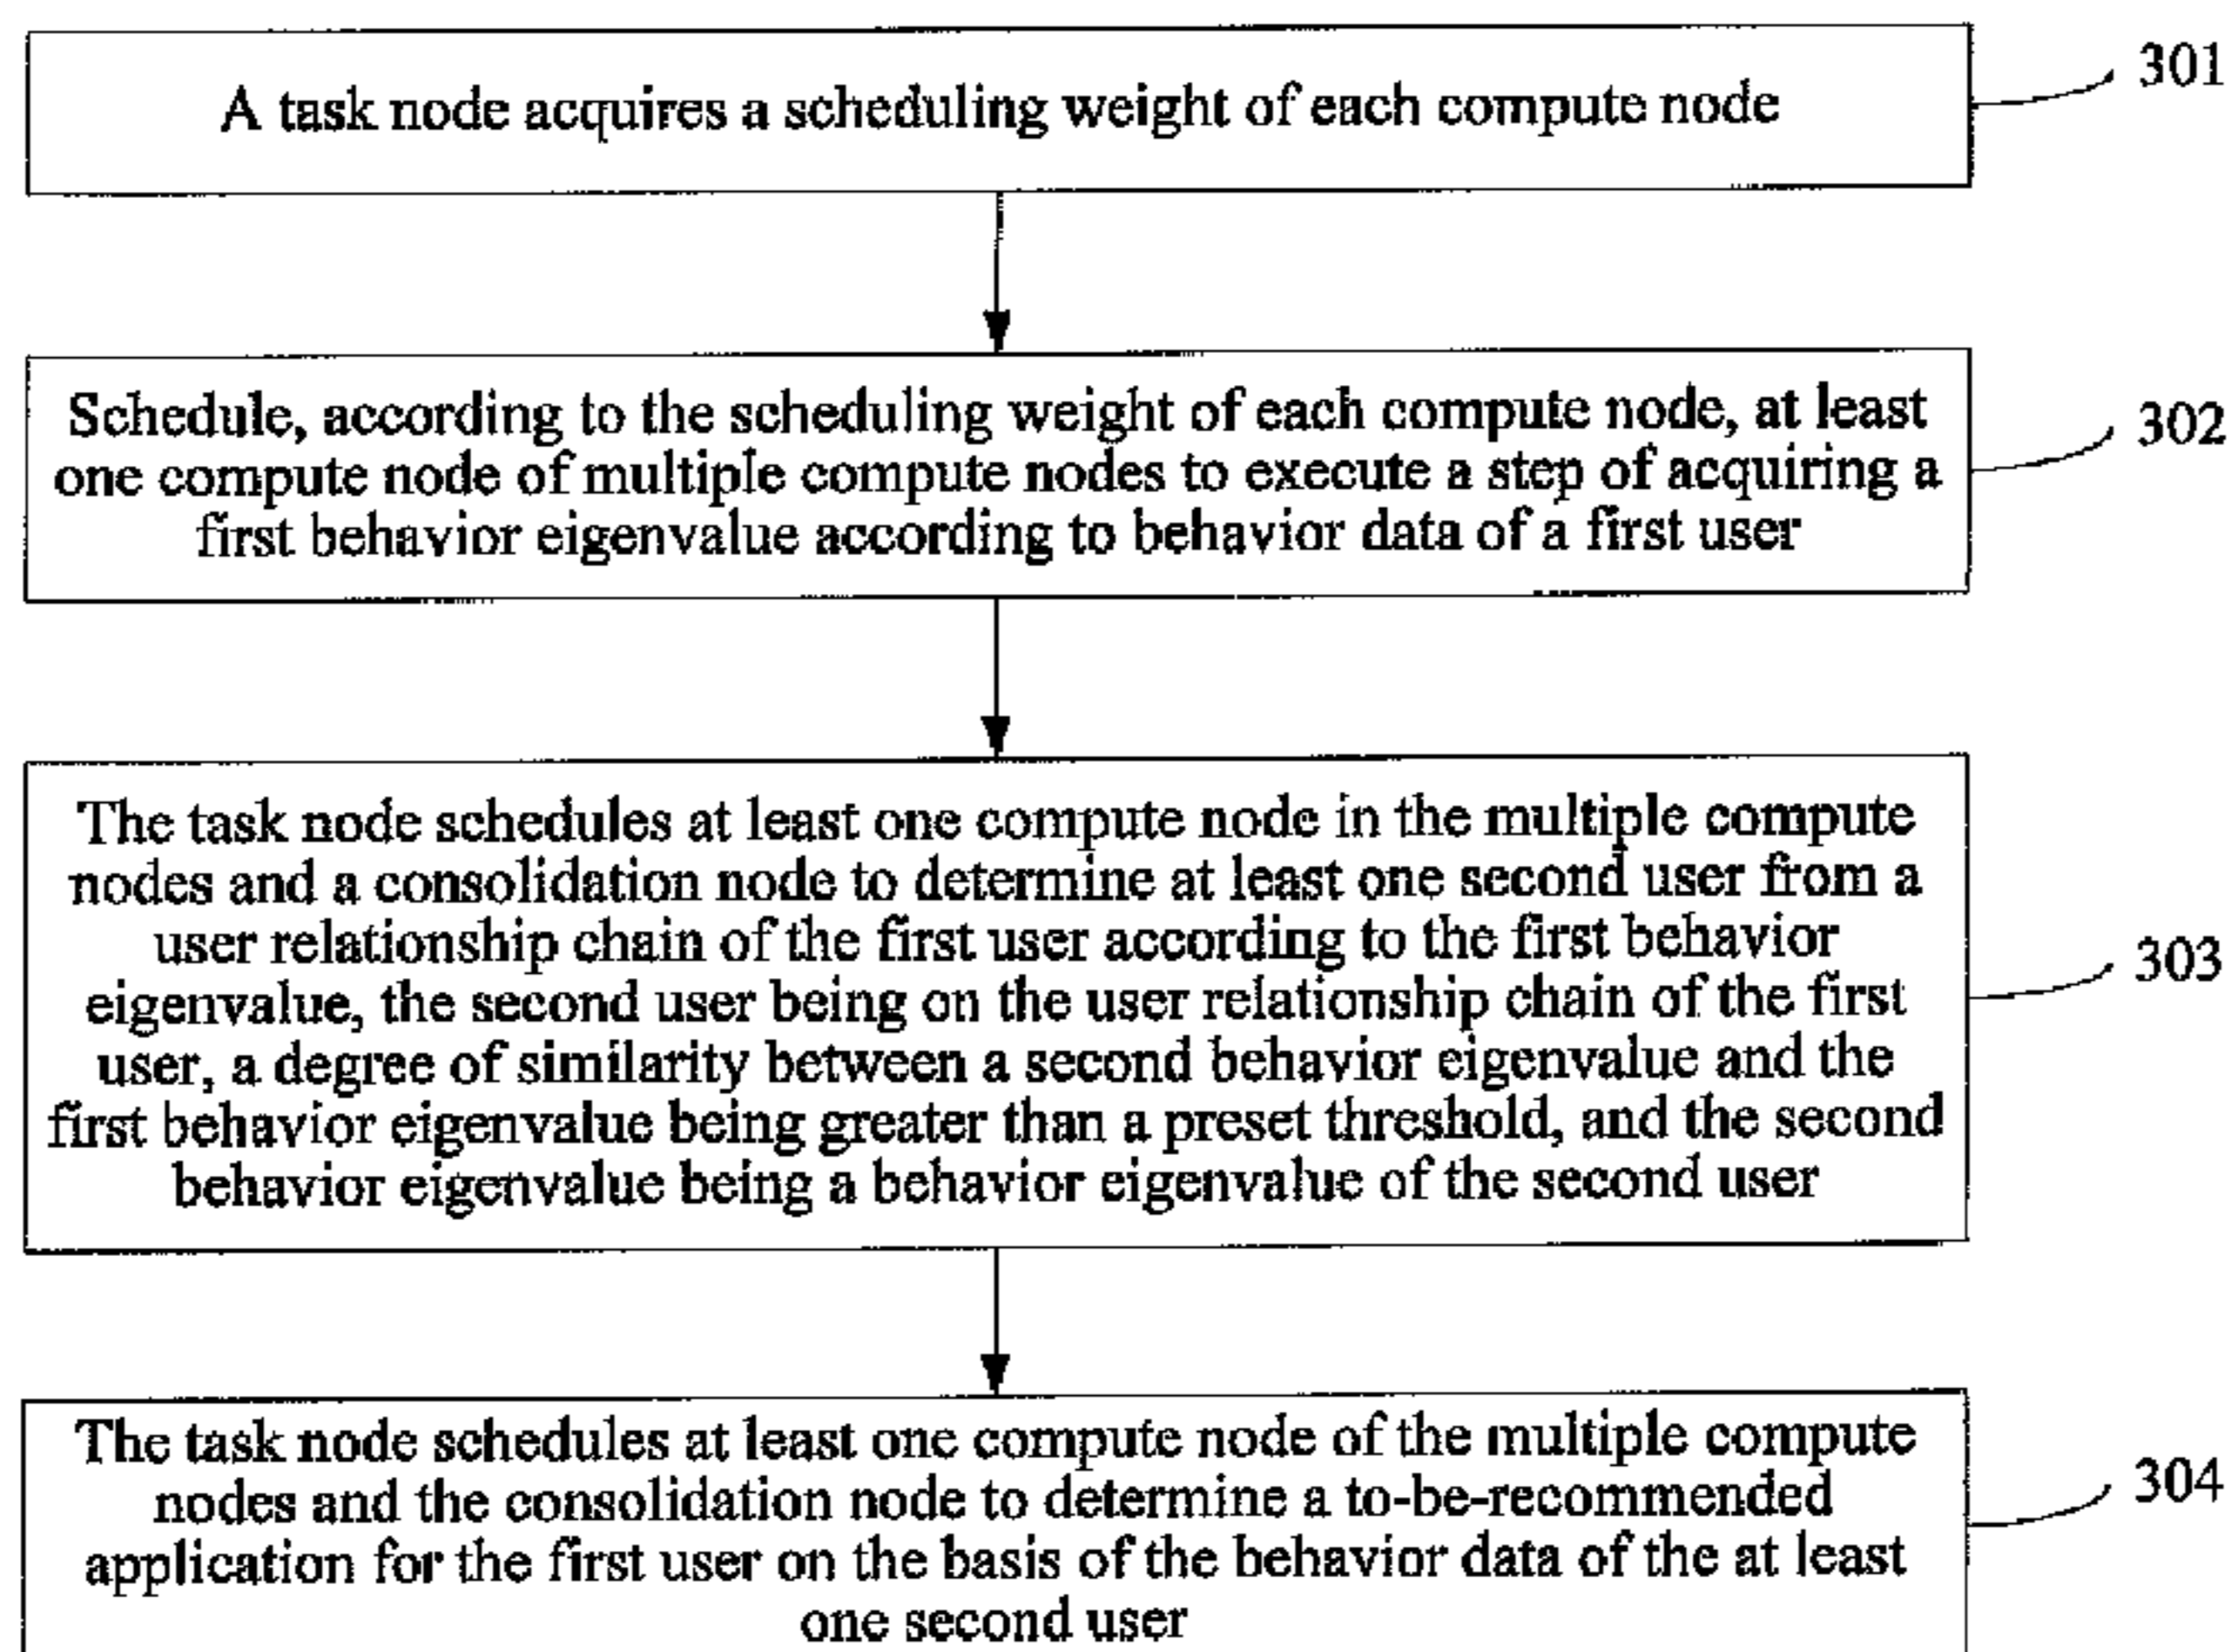 A task node acquires a scheduling weight of each compute node
301
Schedule, according to the scheduling weight of each compute node, at least
one compute node of multiple compute nodes to execute a step of acquiring a
first behavior eigenvalue according to behavior data of a first user
302
The task node schedules at least one compute node in the multiple compute
nodes and a consolidation node to determine at least one second user from a
user relationship chain of the first user according to the first behavior
eigenvalue, the second user being on the user relationship chain of the first
user, a degree of similarity between a second behavior eigenvalue and the
first behavior eigenvalue being greater than a preset threshold, and the second
behavior eigenvalue being a behavior eigenvalue of the second user
303
The task node schedules at least one compute node of the multiple compute
nodes and the consolidation node to determine a to-be-recommended
application for the first user on the basis of the behavior data of the at least
one second user
304